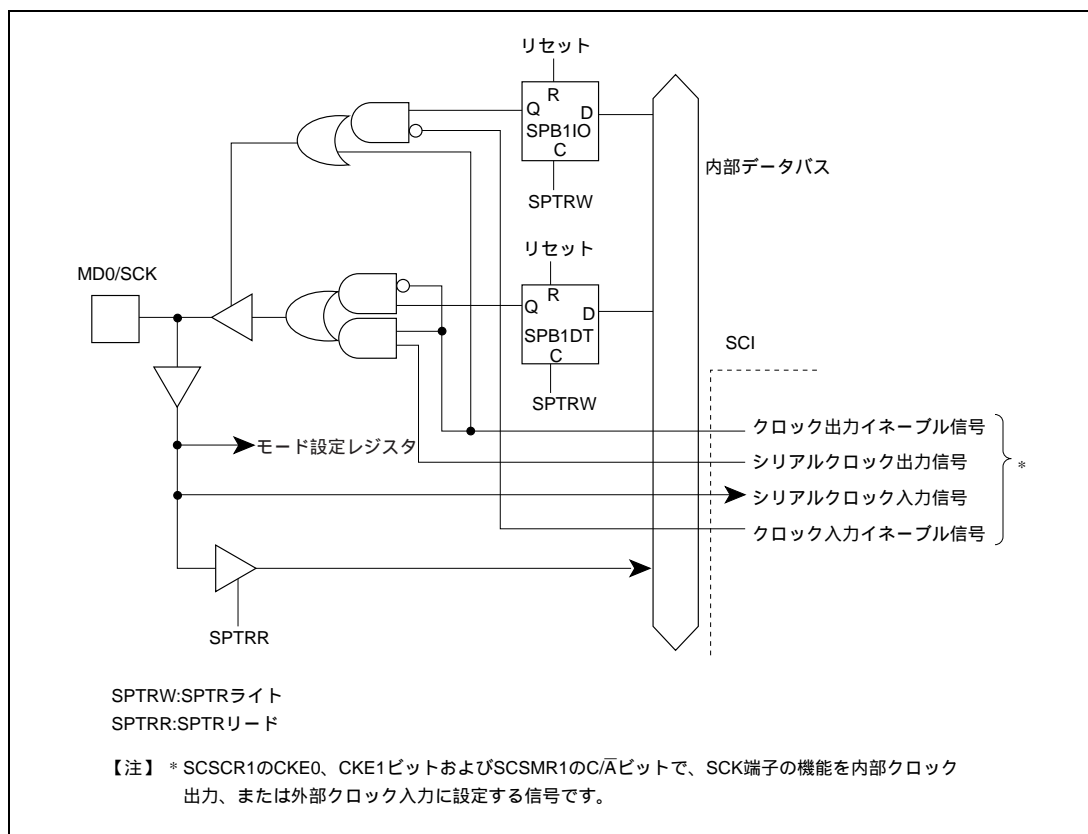 リセット
R
Q
D
SPB1IO
C
内部データバス
SPTRW
リセット
MD0/SCK
R
Q
D
SPB1DT
C
SCI
SPTRW
クロック出力イネーブル信号
モード設定レジスタ
シリアルクロック出力信号
*
シリアルクロック入力信号
クロック入力イネーブル信号
SPTRR
SPTRW:SPTRライト
SPTRR:SPTRリード
【注】 * SCSCR1のCKE0、CKE1ビットおよびSCSMR1のC/A̅ビットで、SCK端子の機能を内部クロック
出力、または外部クロック入力に設定する信号です。